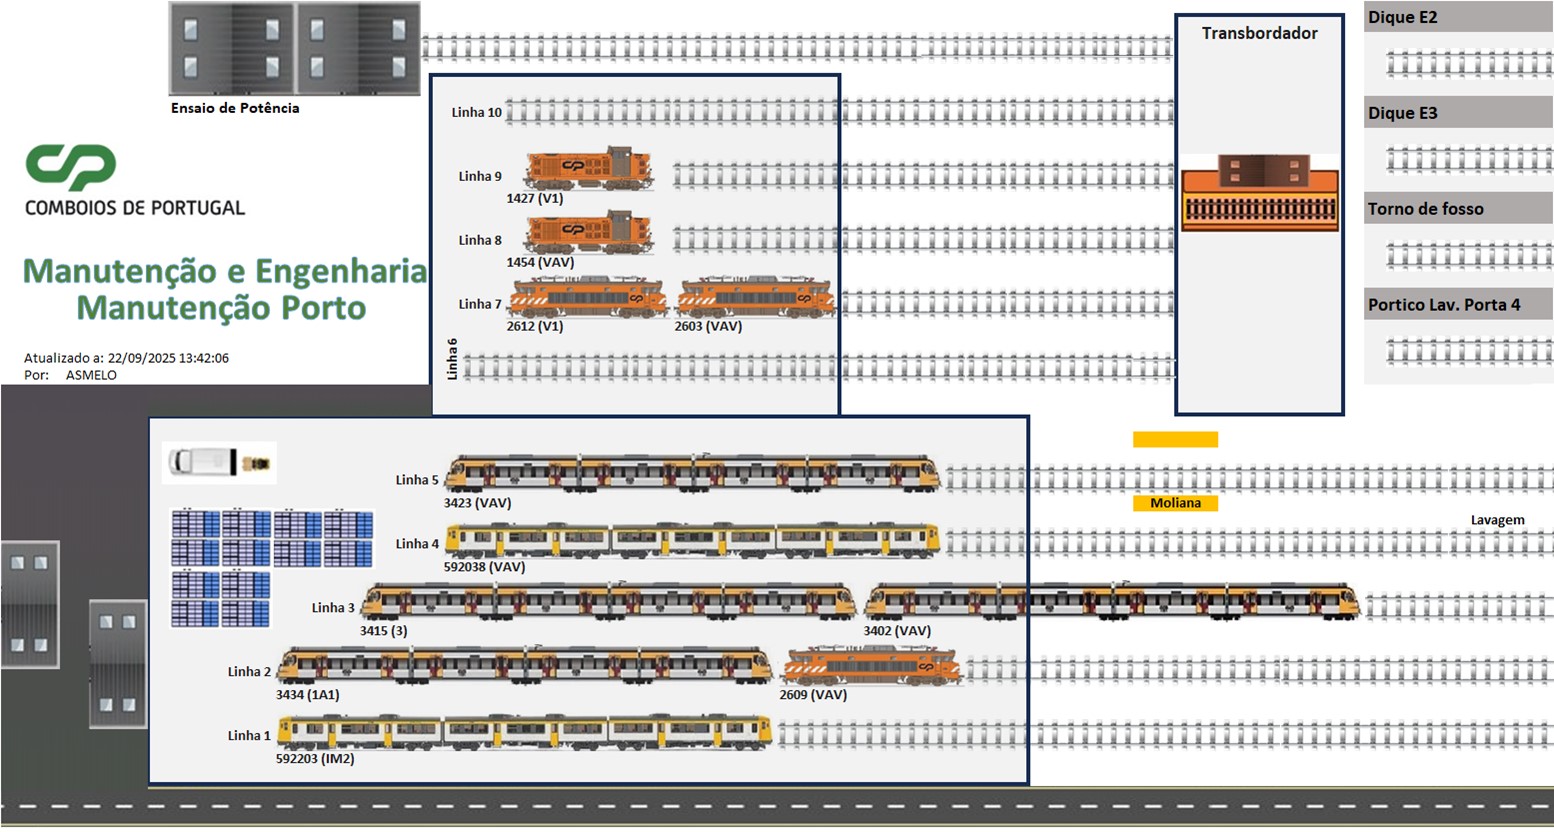 Ensaio de Potência
Transbordador
Dique E2
Dique E3
Torno de fosso
Portico Lav. Porta 4
CP
COMBOIOS DE PORTUGAL
Manutenção e Engenharia
Manutenção Porto
Atualizado a: 22/09/2025 13:42:06
Por: ASMELO
Linha 10
Linha 9
1427 (V1)
Linha 8
1454 (VAV)
Linha 7
2612 (V1) 2603 (VAV)
Linha 6
Linha 5
3423 (VAV)
Moliana
Lavagem
Linha 4
592038 (VAV)
Linha 3
3415 (3) 3402 (VAV)
Linha 2
3434 (1A1) 2609 (VAV)
Linha 1
592203 (IM2)